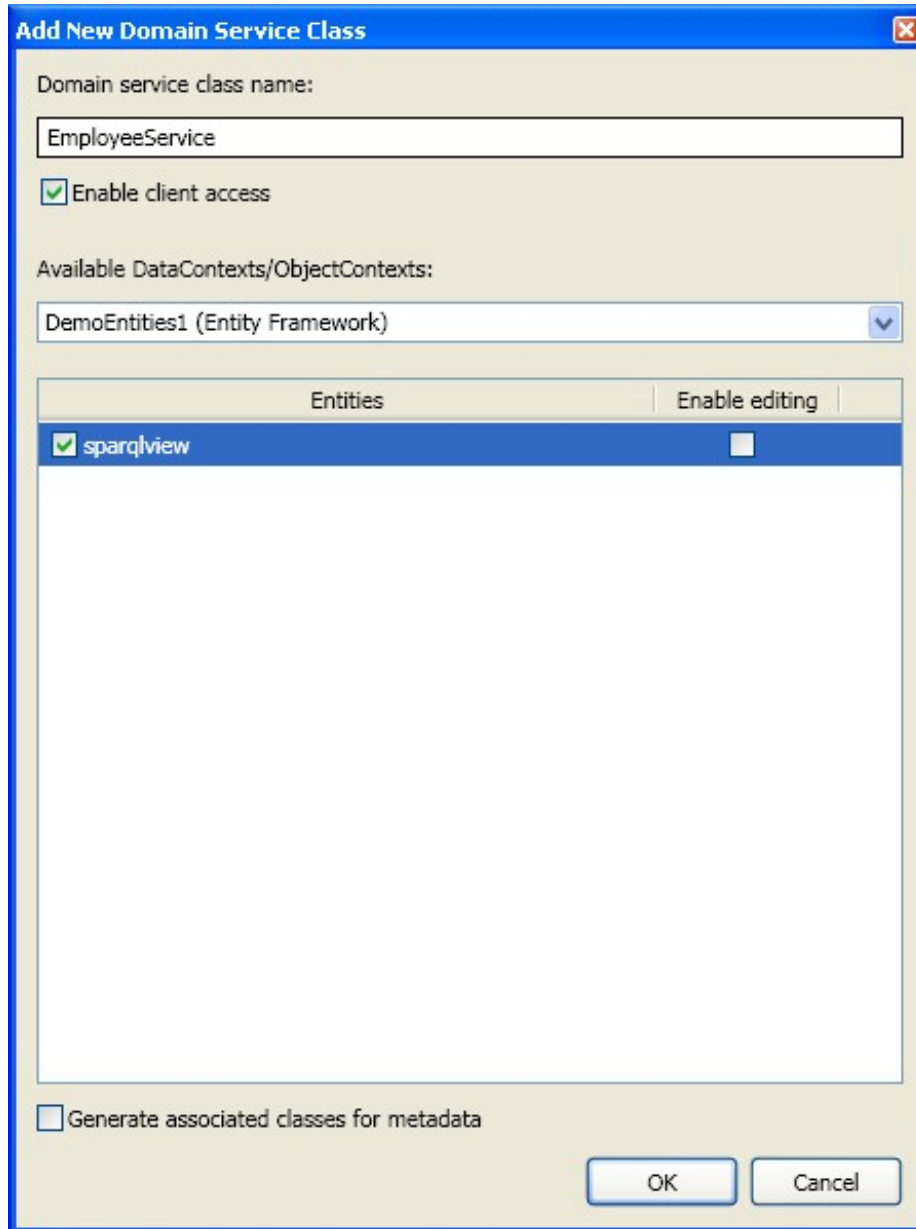 Add New Domain Service Class
Domain service class name:
EmployeeService
Enable client access
Available DataContexts/ObjectContexts:
DemoEntities1 (Entity Framework)
Entities Enable editing
sparqlview
Generate associated classes for metadata
OK Cancel